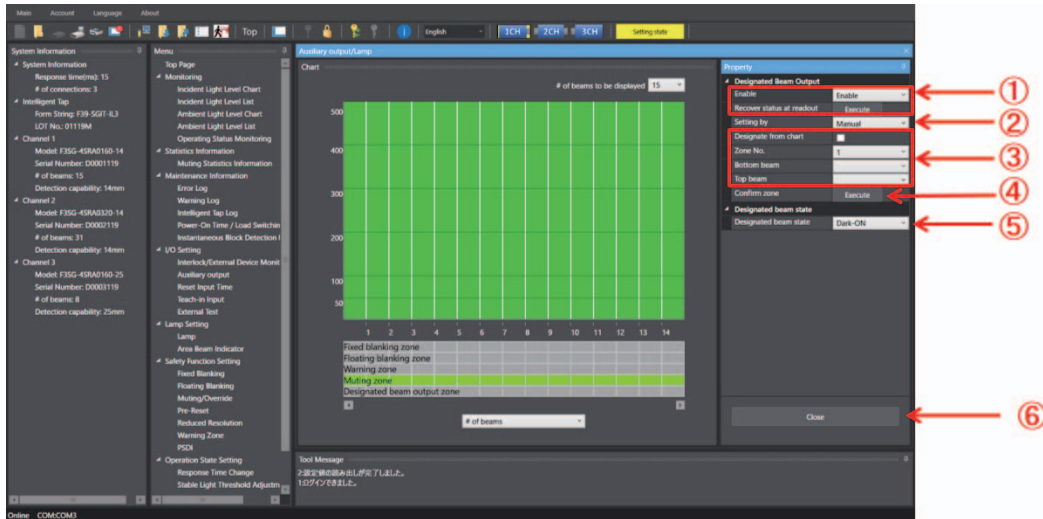 Main Account Language About
Top English 1CH 2CH 3CH Setting state
System Information
System Information
Response time(ms): 15
# of connections: 3
Intelligent Tap
Form String: F39-SGIT-IL3
LOT No.: 01119M
Channel 1
Model: F3SG-4SRA0160-14
Serial Number: D0001119
# of beams: 15
Detection capability: 14mm
Channel 2
Model: F3SG-4SRA0320-14
Serial Number: D0002119
# of beams: 31
Detection capability: 14mm
Channel 3
Model: F3SG-4SRA0160-25
Serial Number: D0003119
# of beams: 8
Detection capability: 25mm
Menu
Top Page
Monitoring
Incident Light Level Chart
Incident Light Level List
Ambient Light Level Chart
Ambient Light Level List
Operating Status Monitoring
Statistics Information
Muting Statistics Information
Maintenance Information
Error Log
Warning Log
Intelligent Tap Log
Power-On Time / Load Switchin
Instantaneous Block Detection I
I/O Setting
Interlock/External Device Monit
Auxiliary output
Reset Input Time
Teach-in Input
External Test
Lamp Setting
Lamp
Area Beam Indicator
Safety Function Setting
Fixed Blanking
Floating Blanking
Muting/Override
Pre-Reset
Reduced Resolution
Warning Zone
PSDI
Operation State Setting
Response Time Change
Stable Light Threshold Adjustm
Auxiliary output/Lamp
Chart
# of beams to be displayed 15
500
400
300
200
100
50
1 2 3 4 5 6 7 8 9 10 11 12 13 14
Fixed blanking zone
Floating blanking zone
Warning zone
Muting zone
Designated beam output zone
# of beams
Tool Message
2:設定値の読み出しが完了しました。
1:ログインできました。
Property
Designated Beam Output
Enable Enable ①
Recover status at readout Execute
Setting by Manual ②
Designate from chart
Zone No. 1 ③
Bottom beam
Top beam
Confirm zone Execute ④
Designated beam state
Designated beam state Dark-ON ⑤
Close ⑥
Online COM:COM3